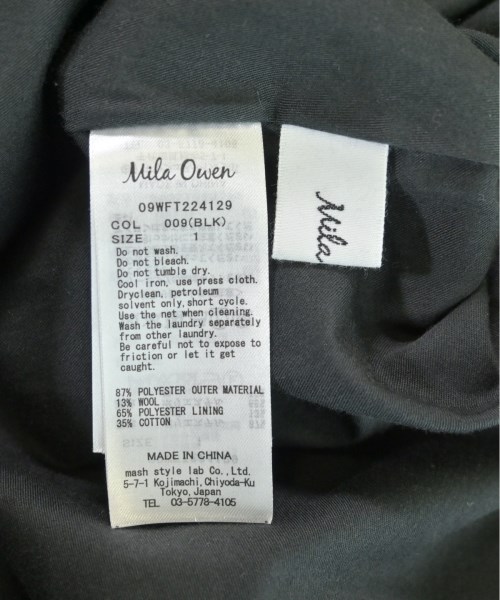 Mila Owen
09WFT224129
COL 009(BLK)
SIZE 1
Do not wash.
Do not bleach.
Do not tumble dry.
Cool iron, use press cloth.
Dryclean, petroleum
solvent only,short cycle.
Use the net when cleaning.
Wash the laundry separately
from other laundry.
Be careful not to expose to
friction or let it get
caught.
87% POLYESTER OUTER MATERIAL
13% WOOL
65% POLYESTER LINING
35% COTTON
MADE IN CHINA
mash style lab Co.,Ltd.
5-7-1 Kojimachi,Chiyoda-Ku
Tokyo,Japan
TEL 03-5778-4105
Mila